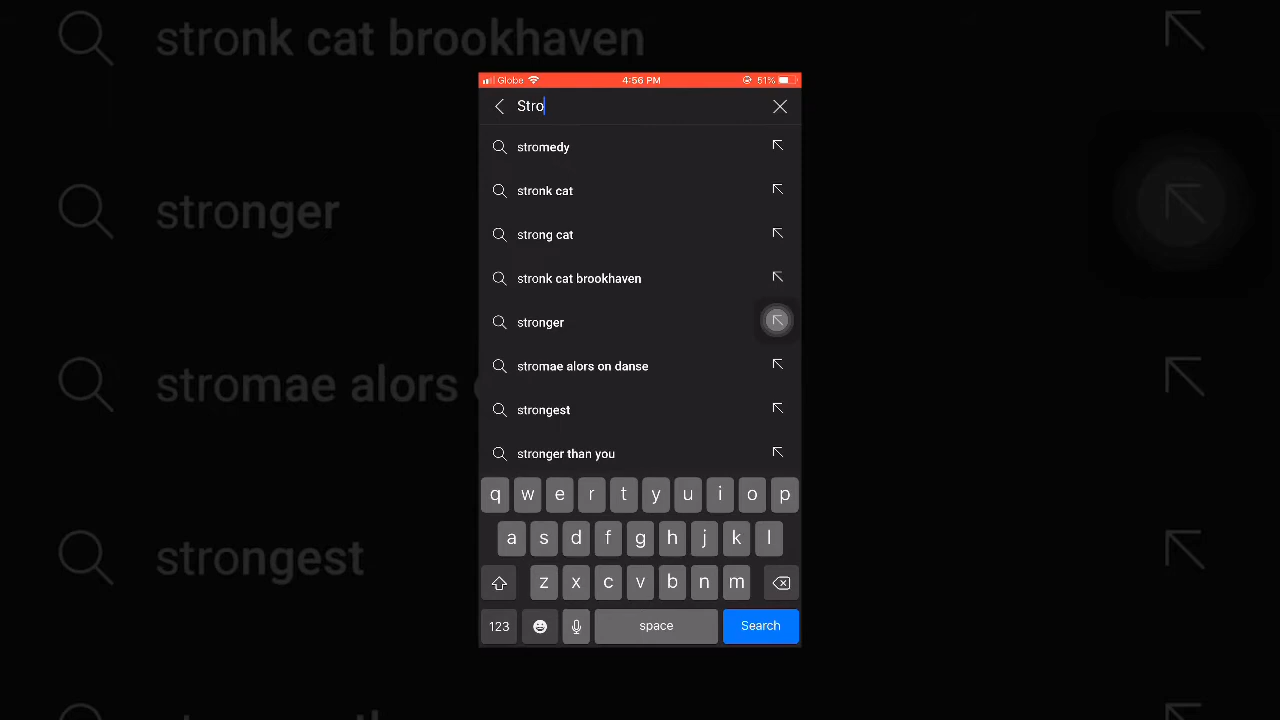 stronk cat brookhaven
stronger
stromae alors
strongest
Globe 4:56 PM 51%
Stro
stromedy
stronk cat
strong cat
stronk cat brookhaven
stronger
stromae alors on danse
strongest
stronger than you
q w e r t y u i o p
a s d f g h j k l
z x c v b n m
123 space Search